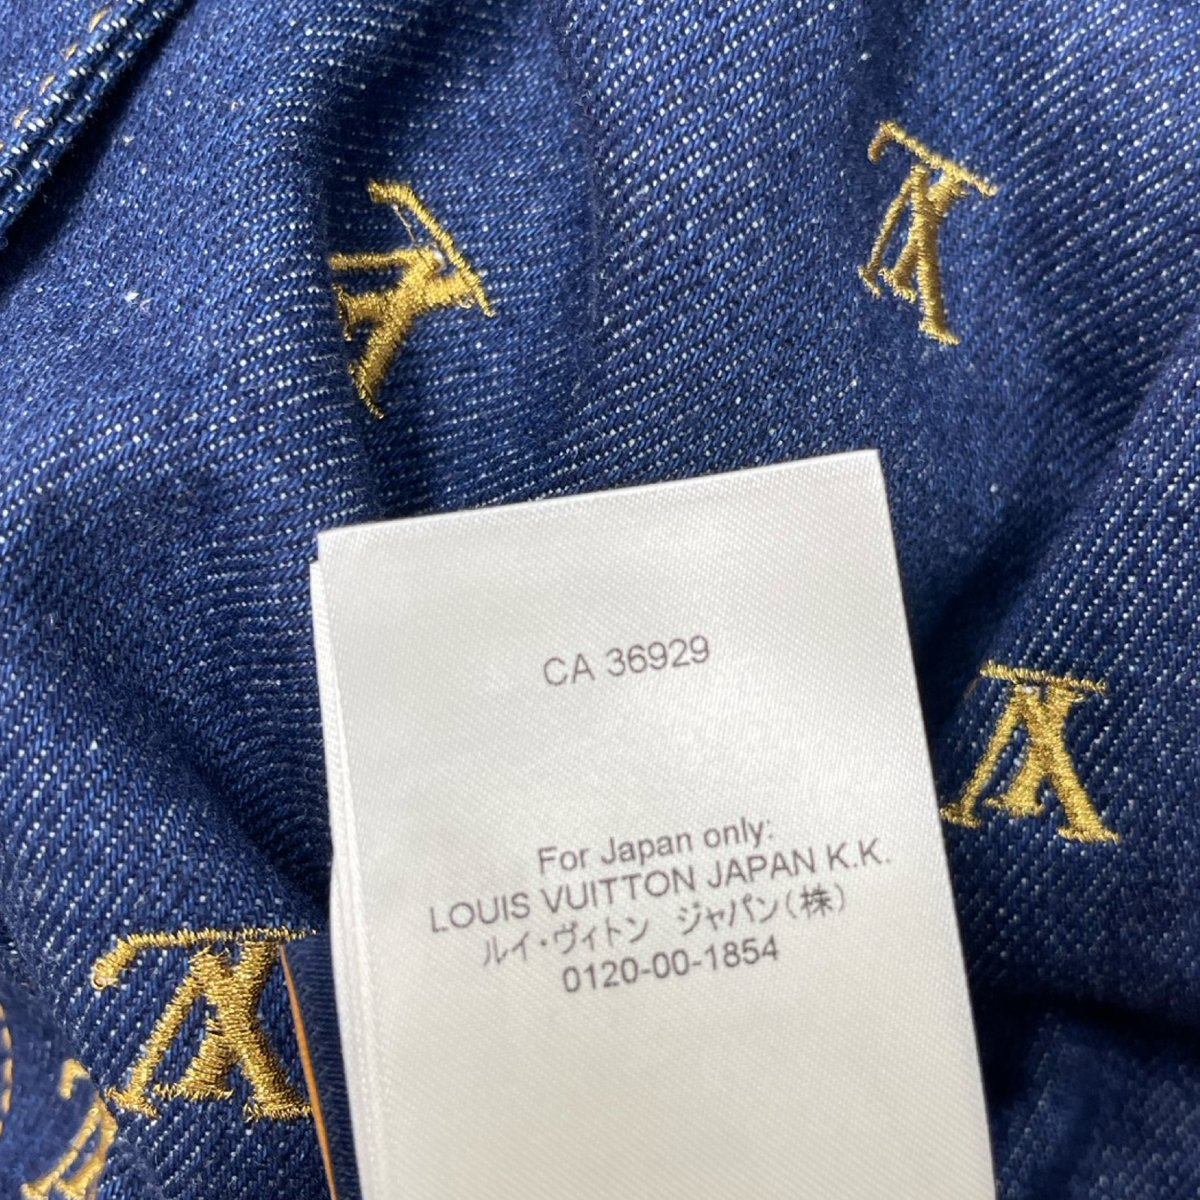 CA 36929
For Japan only:
LOUIS VUITTON JAPAN K.K.
ルイ・ヴィトン ジャパン(株)
0120-00-1854